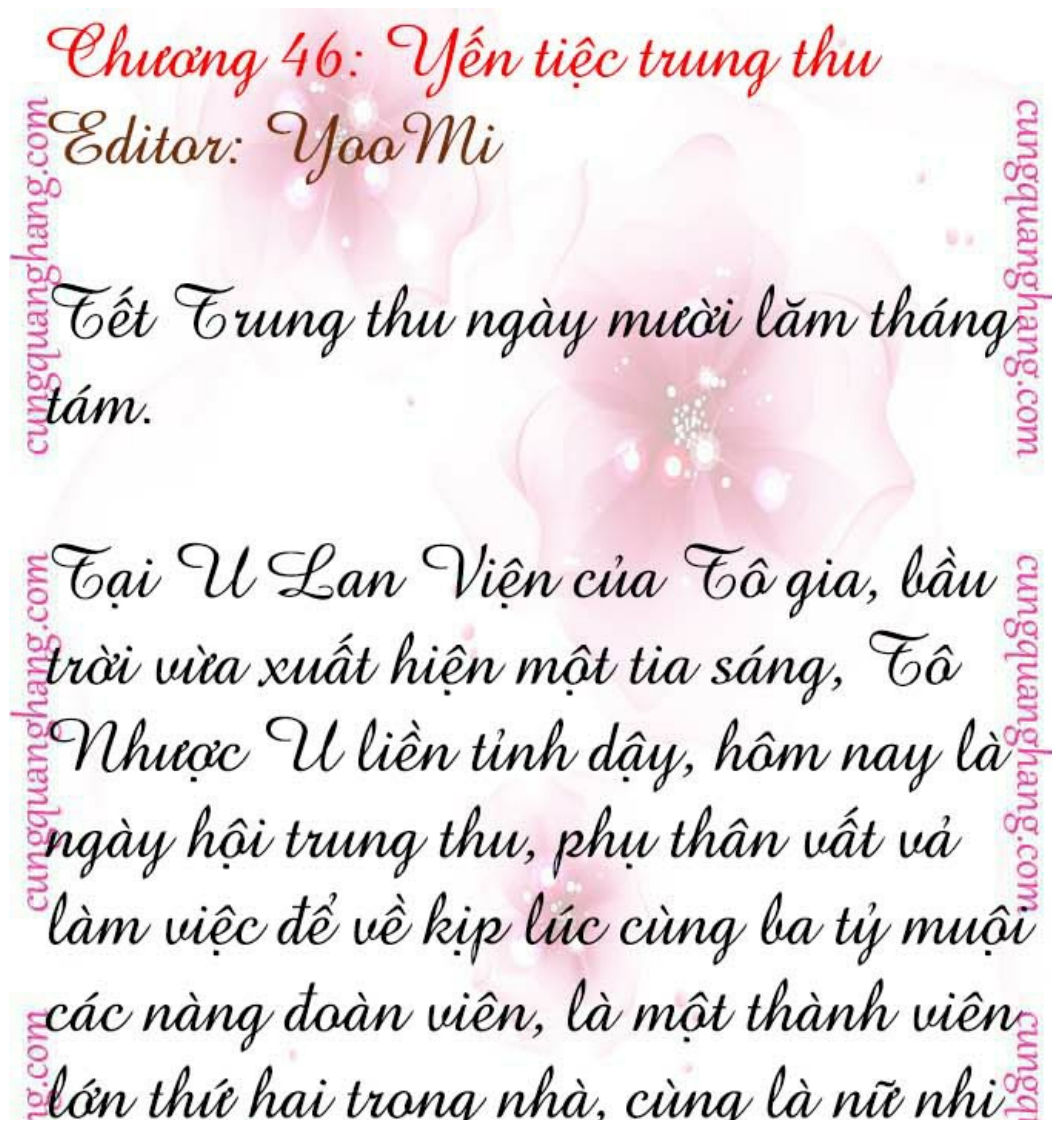 Chương 46: Yến tiệc trung thu
Editor: YooMi
Tết Trung thu ngày mười lăm tháng
tám.
Tại U Lan Viện của Tô gia, bầu
trời vừa xuất hiện một tia sáng, Tô
Nhược U liền tỉnh dậy, hôm nay là
ngày hội trung thu, phụ thân vất vả
làm việc để về kịp lúc cùng ba tỷ muội
các nàng đoàn viên, là một thành viên
lớn thứ hai trong nhà, cùng là nữ nhi
cungquanghang.com
cungquanghang.com
ng.com
cungquanghang.com
cungquanghang.com
cungq